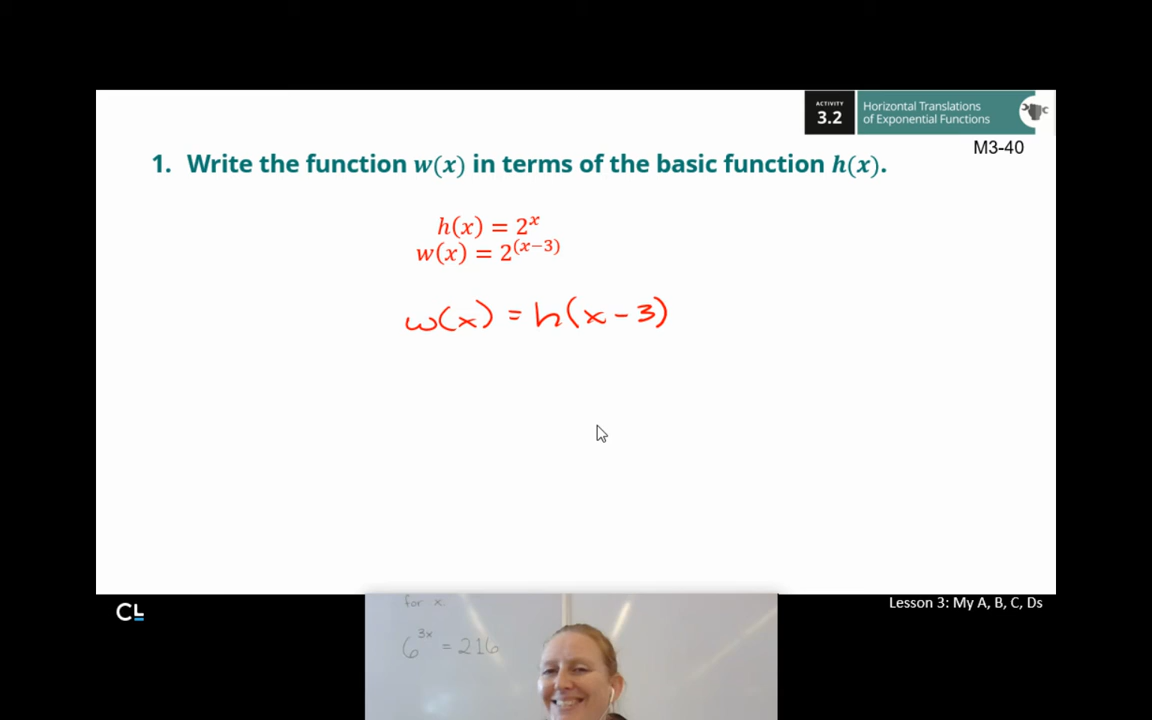 ACTIVITY
3.2
Horizontal Translations
of Exponential Functions
M3-40
1. Write the function w(x) in terms of the basic function h(x).
h(x) = 2^x
w(x) = 2^(x−3)
w(x) = h(x − 3)
CL
Lesson 3: My A, B, C, Ds
for x.
6^3x = 216